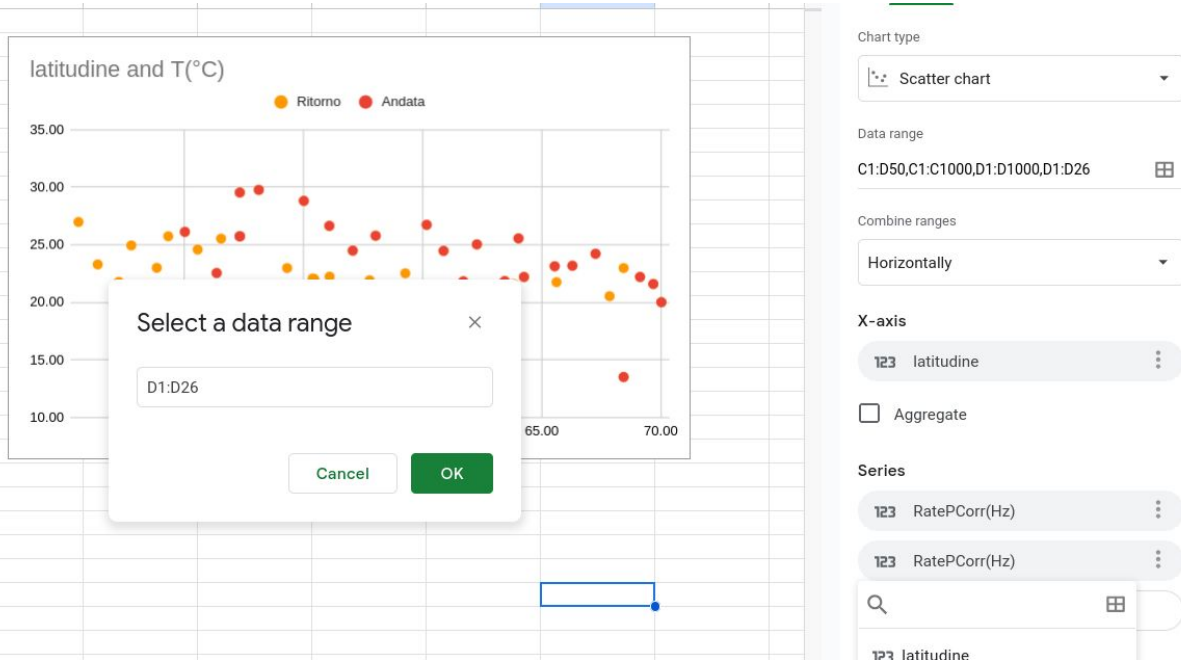 Chart type
Scatter chart
Data range
C1:D50,C1:C1000,D1:D1000,D1:D26
Combine ranges
Horizontally
X-axis
123 latitudine
Aggregate
Series
123 RatePCorr(Hz)
123 RatePCorr(Hz)
123 latitudine
latitudine and T(°C)
Ritorno Andata
35.00
30.00
25.00
20.00
15.00
10.00
65.00 70.00
Select a data range
D1:D26
Cancel OK